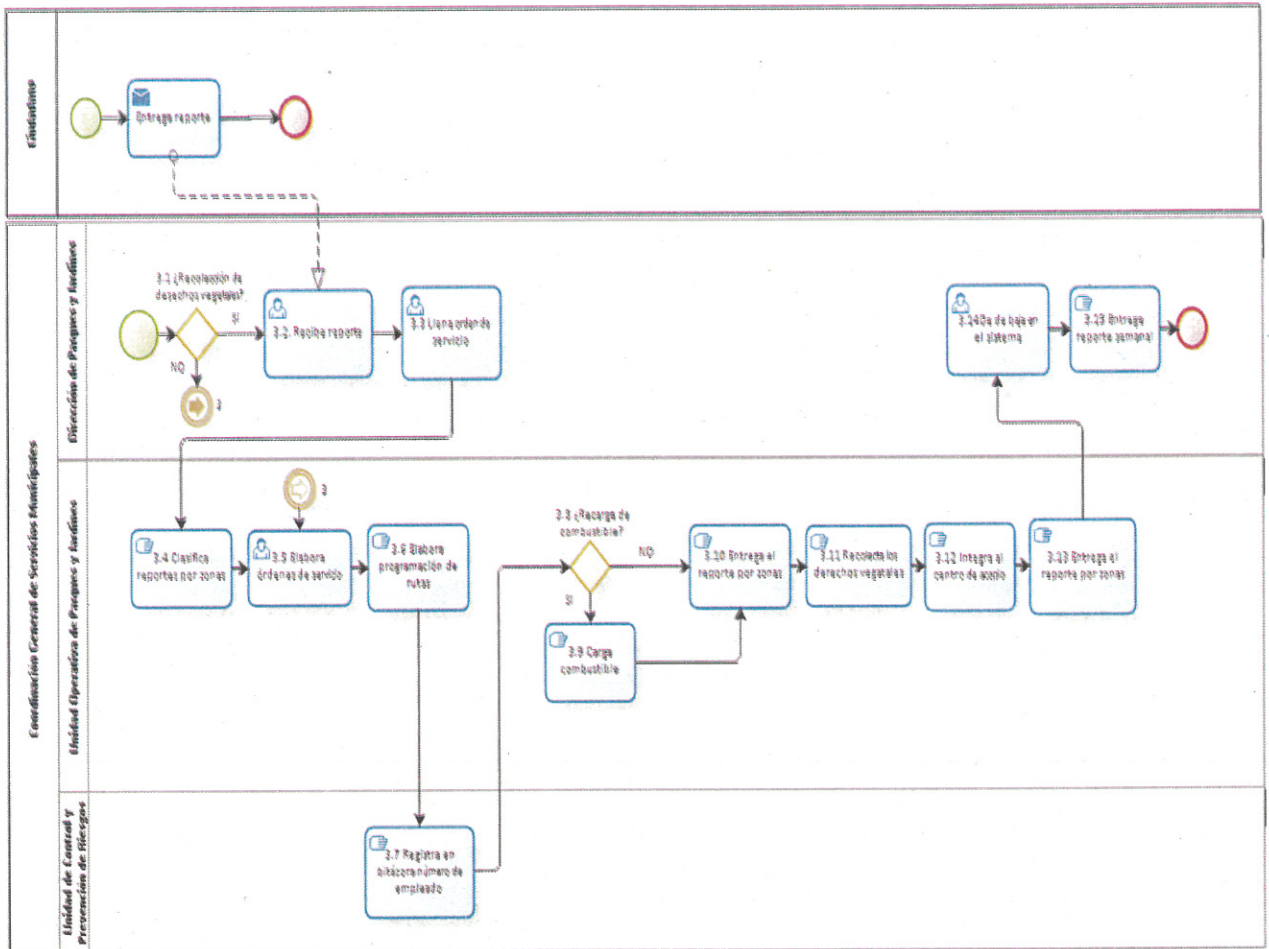 Ciudadano
Entrega reporte
Coordinación General de Servicios Municipales
Dirección de Parques y Jardines
3.1 ¿Recolección de
desechos vegetales?
SI
NO
3
3.2. Recibe reporte
3.3 Llena orden de
servicio
3.14 Da de baja en
el sistema
3.15 Entrega
reporte semanal
Unidad Operativa de Parques y Jardines
3
3.4 Clasifica
reportes por zonas
3.5 Elabora
órdenes de servicio
3.6 Elabora
programación de
rutas
3.8 ¿Recarga de
combustible?
NO
SI
3.9 Carga
combustible
3.10 Entrega el
reporte por zonas
3.11 Recolecta los
derechos vegetales
3.12 Integra al
centro de acopio
3.13 Entrega el
reporte por zonas
Unidad de Control y
Prevención de Riesgos
3.7 Registra en
bitácora número de
empleado